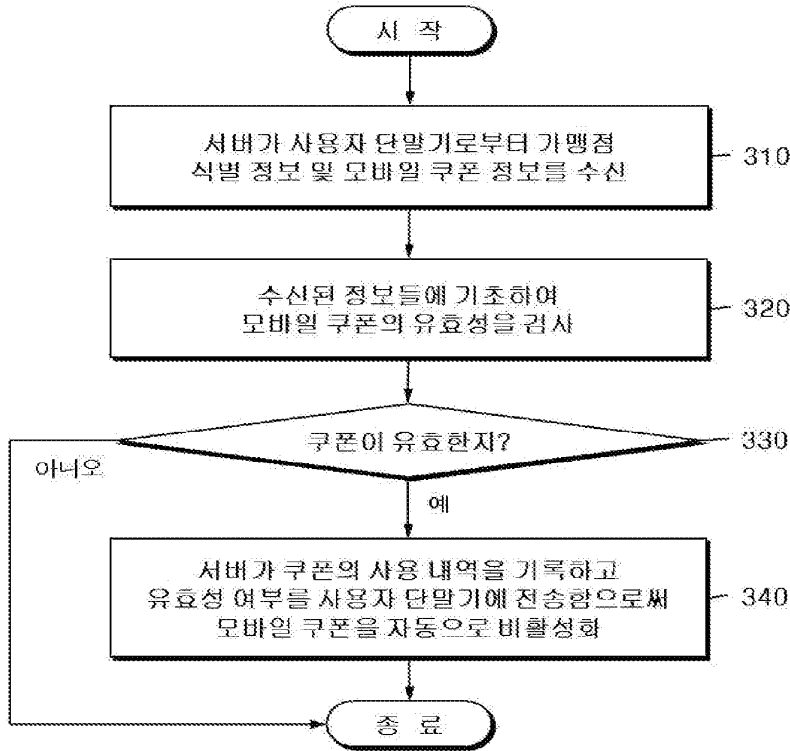 시 작
서버가 사용자 단말기로부터 가맹점
식별 정보 및 모바일 쿠폰 정보를 수신
310
수신된 정보들에 기초하여
모바일 쿠폰의 유효성을 검사
320
쿠폰이 유효한지?
330
아니오
예
서버가 쿠폰의 사용 내역을 기록하고
유효성 여부를 사용자 단말기에 전송함으로써
모바일 쿠폰을 자동으로 비활성화
340
종 료